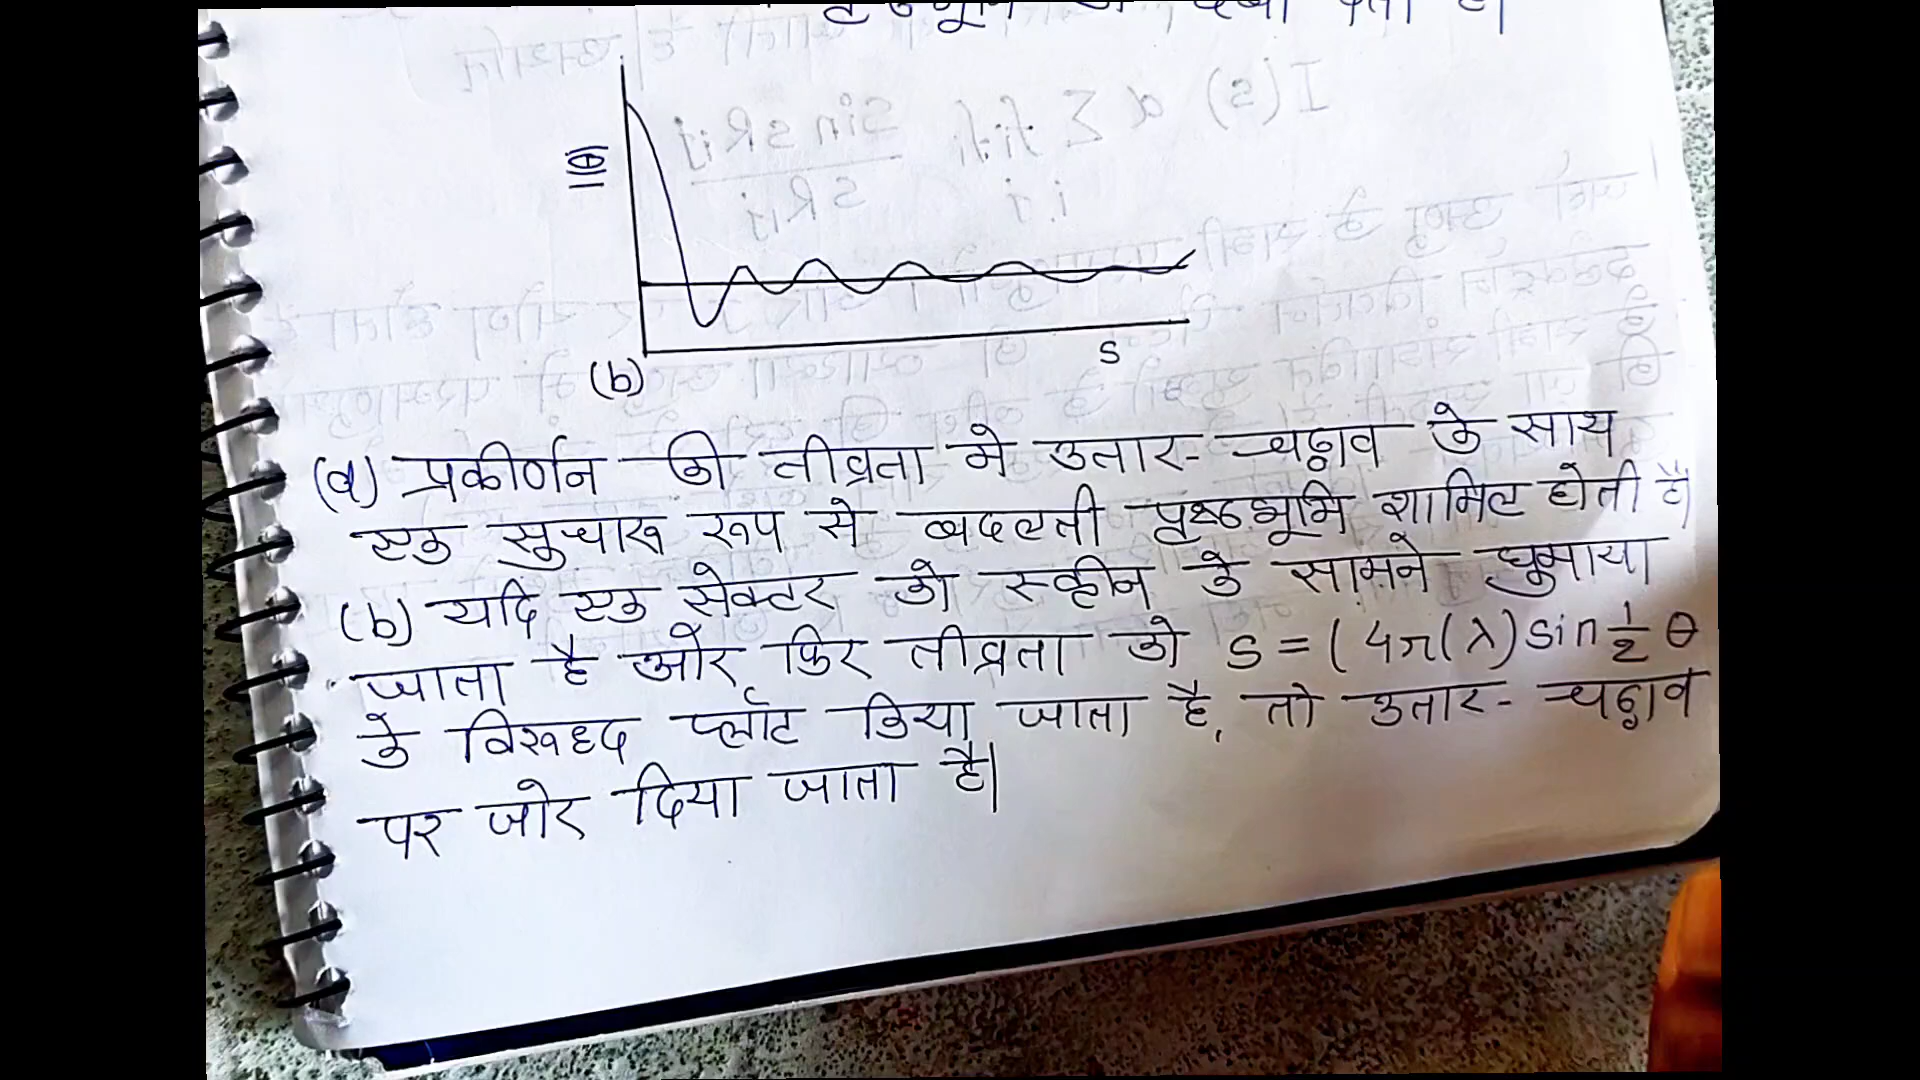 (b)
s
(a) प्रकीर्णन की तीव्रता मे उतार-चढ़ाव के साथ
एक सुचारू रूप से बदलती पृष्ठभूमि शामिल होती है।
(b) यदि एक सेक्टर को स्क्रीन के सामने घुमाया
जाता है और फिर तीव्रता को s = (4π(λ) sin 1/2 θ
के विरूध्द प्लॉट किया जाता है, तो उतार-चढ़ाव
पर जोर दिया जाता है।